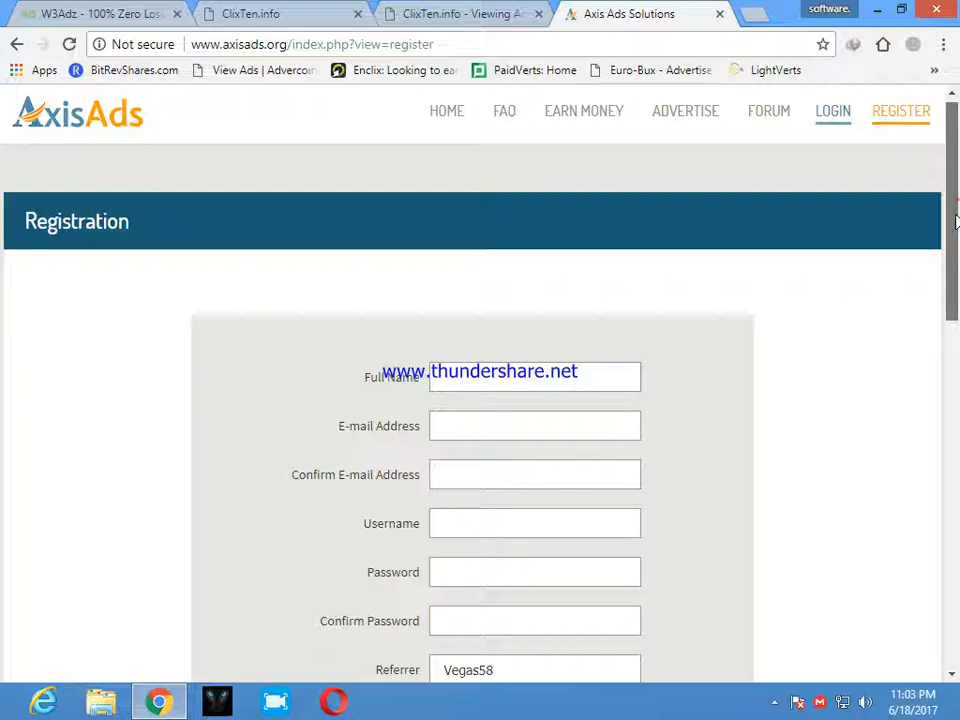 W3Adz - 100% Zero Los
ClixTen.info
ClixTen.info - Viewing A
Axis Ads Solutions
software.
Not secure
www.axisads.org/index.php?view=register
Apps
BitRevShares.com
View Ads | Advercoin
Enclix: Looking to ea
PaidVerts: Home
Euro-Bux - Advertise
LightVerts
»
AxisAds
HOME
FAQ
EARN MONEY
ADVERTISE
FORUM
LOGIN
REGISTER
Registration
Full Name
www.thundershare.net
E-mail Address
Confirm E-mail Address
Username
Password
Confirm Password
Referrer
Vegas58
11:03 PM
6/18/2017